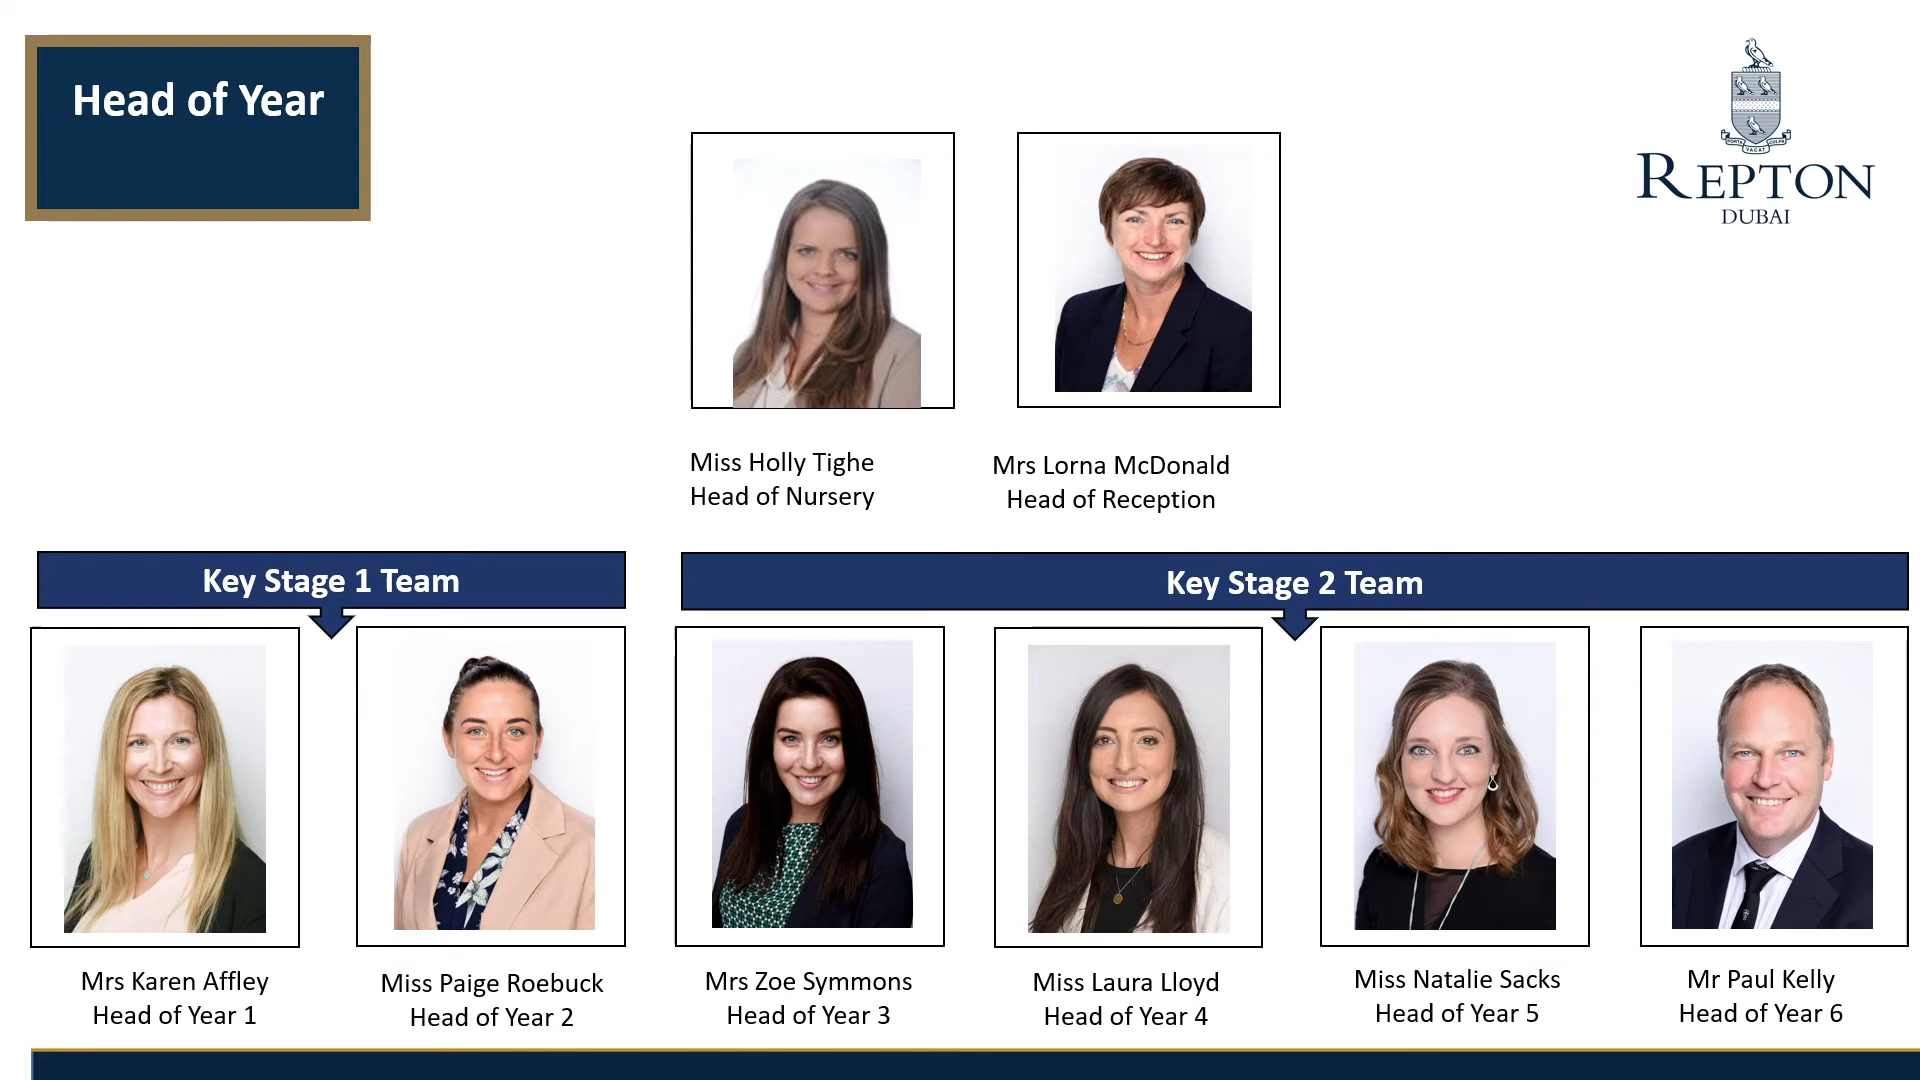 Head of Year
PORTA VACAT CULPA
REPTON
DUBAI
Miss Holly Tighe
Head of Nursery
Mrs Lorna McDonald
Head of Reception
Key Stage 1 Team
Key Stage 2 Team
Mrs Karen Affley
Head of Year 1
Miss Paige Roebuck
Head of Year 2
Mrs Zoe Symmons
Head of Year 3
Miss Laura Lloyd
Head of Year 4
Miss Natalie Sacks
Head of Year 5
Mr Paul Kelly
Head of Year 6